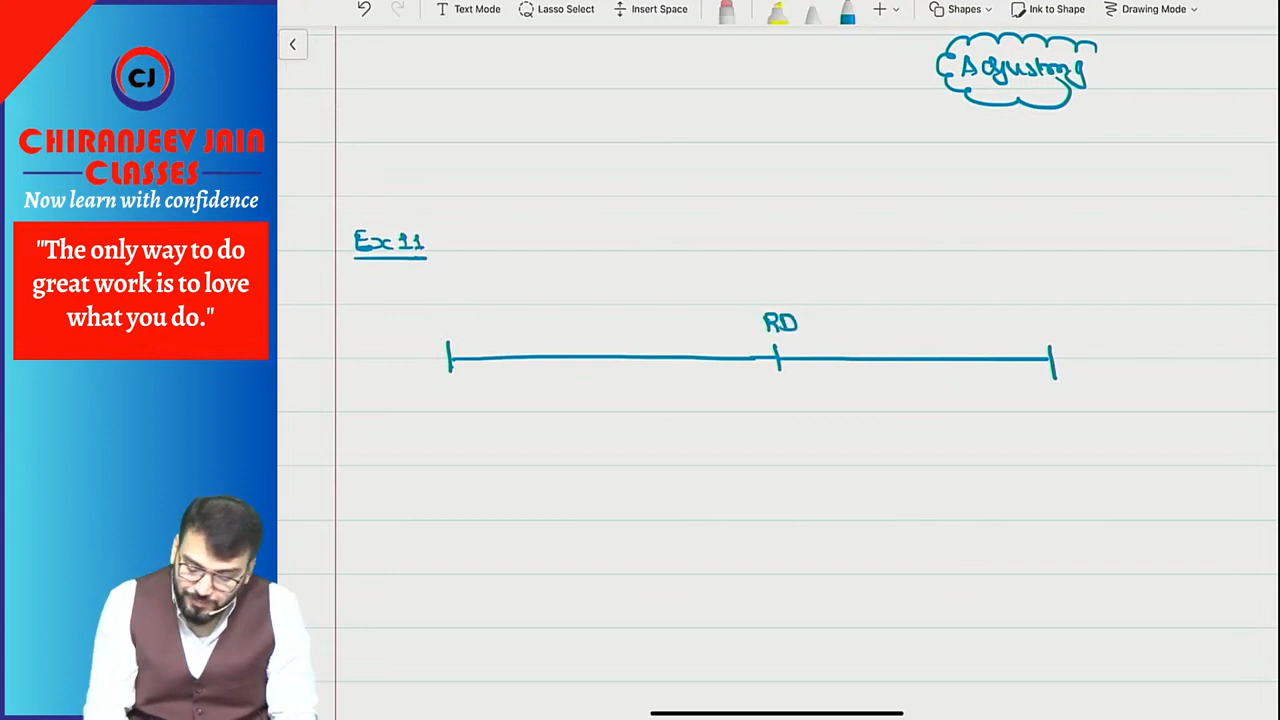 Text Mode
Lasso Select
Insert Space
Shapes
Ink to Shape
Drawing Mode
CJ
CHIRANJEEV JAIN
CLASSES
Now learn with confidence
"The only way to do
great work is to love
what you do."
Adjusting
Ex 11
RD